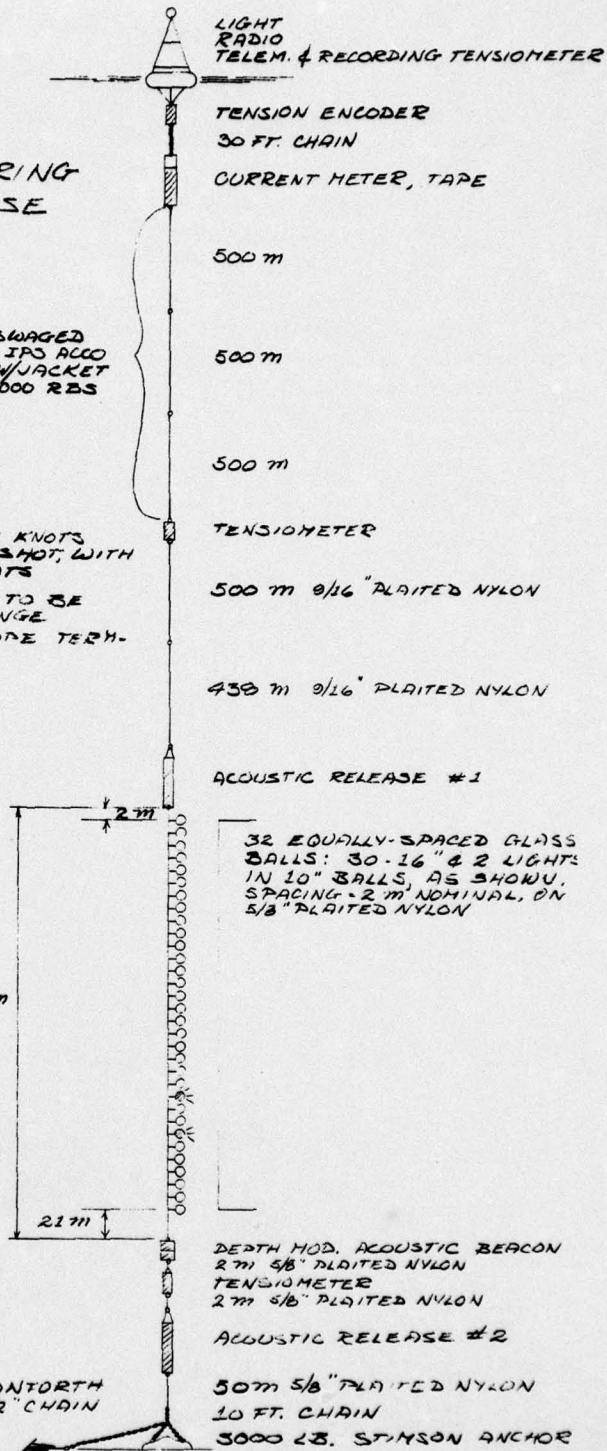 LIGHT
RADIO
TELEM. & RECORDING TENSIOMETER
TENSION ENCODER
30 FT. CHAIN
CURRENT METER, TAPE
500 m
500 m
500 m
SWAGED
IPS ACCO
W/JACKET
000 RBS
TENSIOMETER
KNOTS
SHOT, WITH
TO BE
500 m 9/16" PLAITED NYLON
438 m 9/16" PLAITED NYLON
ACOUSTIC RELEASE #1
2 m
32 EQUALLY-SPACED GLASS
BALLS: 30-16" & 2 LIGHTS
IN 10" BALLS, AS SHOWN.
SPACING - 2 m NOMINAL, ON
5/8" PLAITED NYLON
21 m
DEPTH MOD. ACOUSTIC BEACON
2 m 5/8" PLAITED NYLON
TENSIOMETER
2 m 5/8" PLAITED NYLON
ACOUSTIC RELEASE #2
50 m 5/8" PLAITED NYLON
10 FT. CHAIN
3000 LB. STIMSON ANCHOR
CHAIN